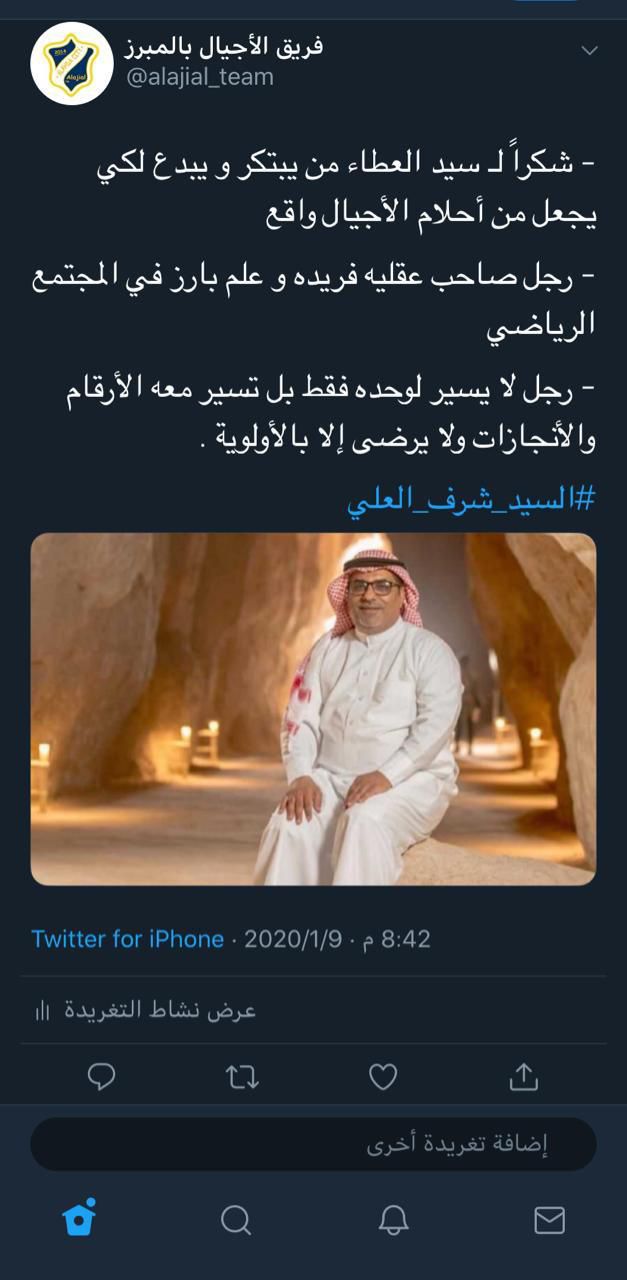 فريق الأجيال بالمبرز
@alajial_team
- شكراً لـ سيد العطاء من يبتكر و يبدع لكي
يجعل من أحلام الأجيال واقع
- رجل صاحب عقليه فريده و علم بارز في المجتمع
الرياضي
- رجل لا يسير لوحده فقط بل تسير معه الأرقام
والأنجازات ولا يرضى إلا بالأولوية .
#السيد_شرف_العلي
8:42 م · 2020/1/9 · Twitter for iPhone
عرض نشاط التغريدة
إضافة تغريدة أخرى